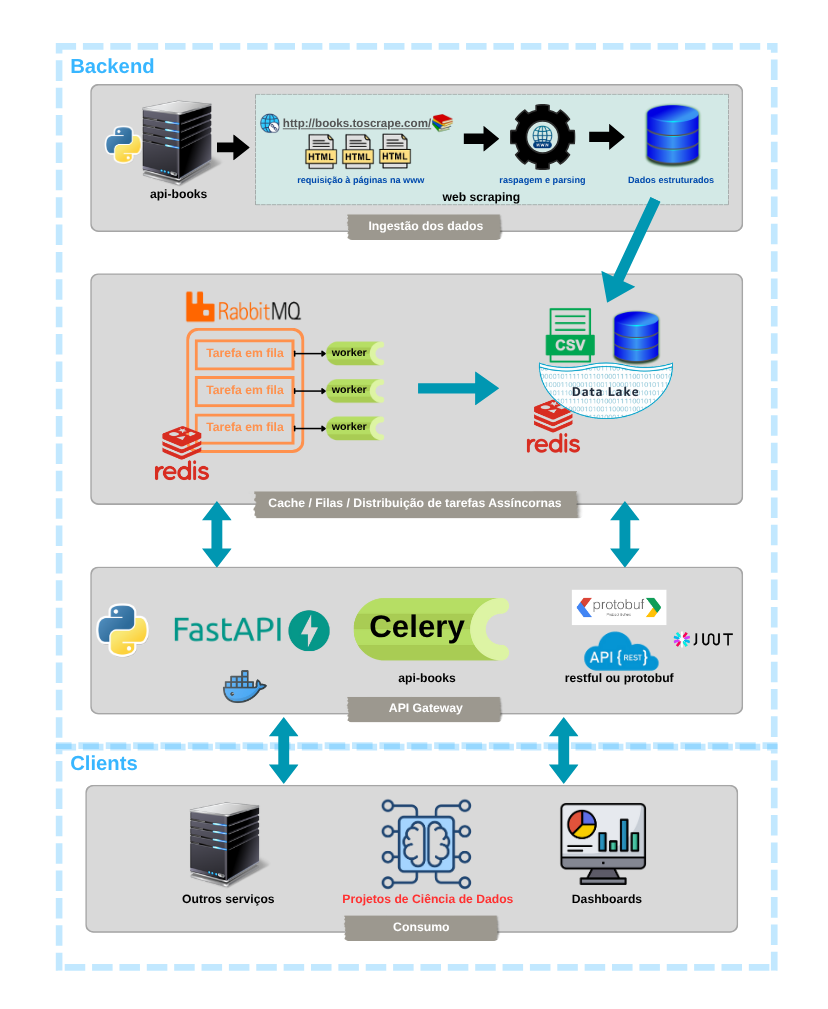 Backend
http://books.toscrape.com/
HTML
HTML
HTML
WWW
requisição à páginas na www
raspagem e parsing
Dados estruturados
api-books
web scraping
Ingestão dos dados
RabbitMQ
Tarefa em fila
worker
Tarefa em fila
worker
Tarefa em fila
worker
redis
CSV
Data Lake
redis
Cache / Filas / Distribuição de tarefas Assíncornas
FastAPI
Celery
api-books
protobuf
JWT
API {REST}
restful ou protobuf
API Gateway
Clients
Outros serviços
Projetos de Ciência de Dados
Dashboards
Consumo